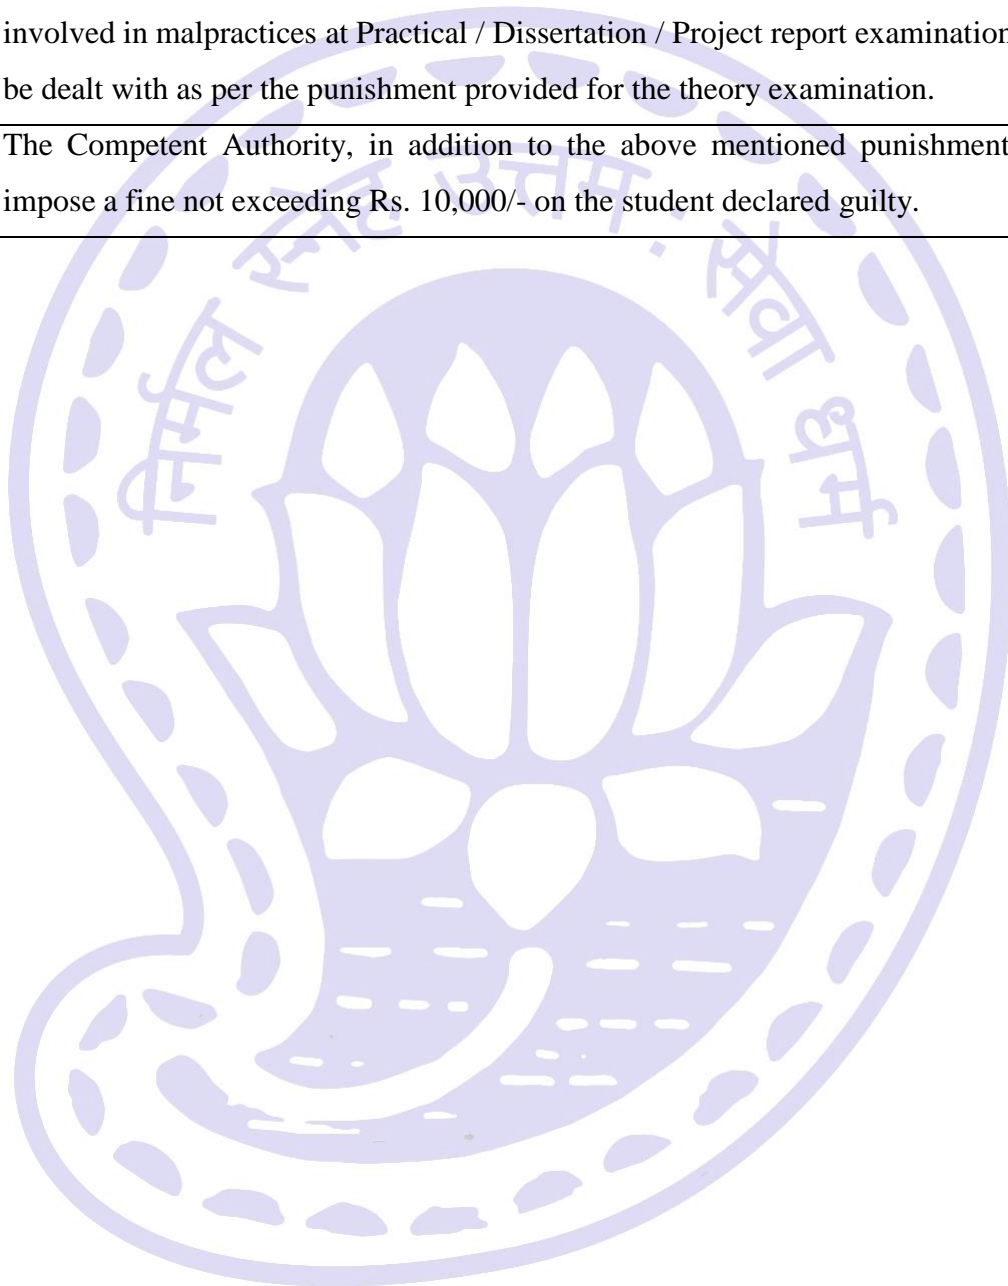 involved in malpractices at Practical / Dissertation / Project report examination
be dealt with as per the punishment provided for the theory examination.
The Competent Authority, in addition to the above mentioned punishment
impose a fine not exceeding Rs. 10,000/- on the student declared guilty.
निर्मल स्नेह उत्तम : सेवा धर्म